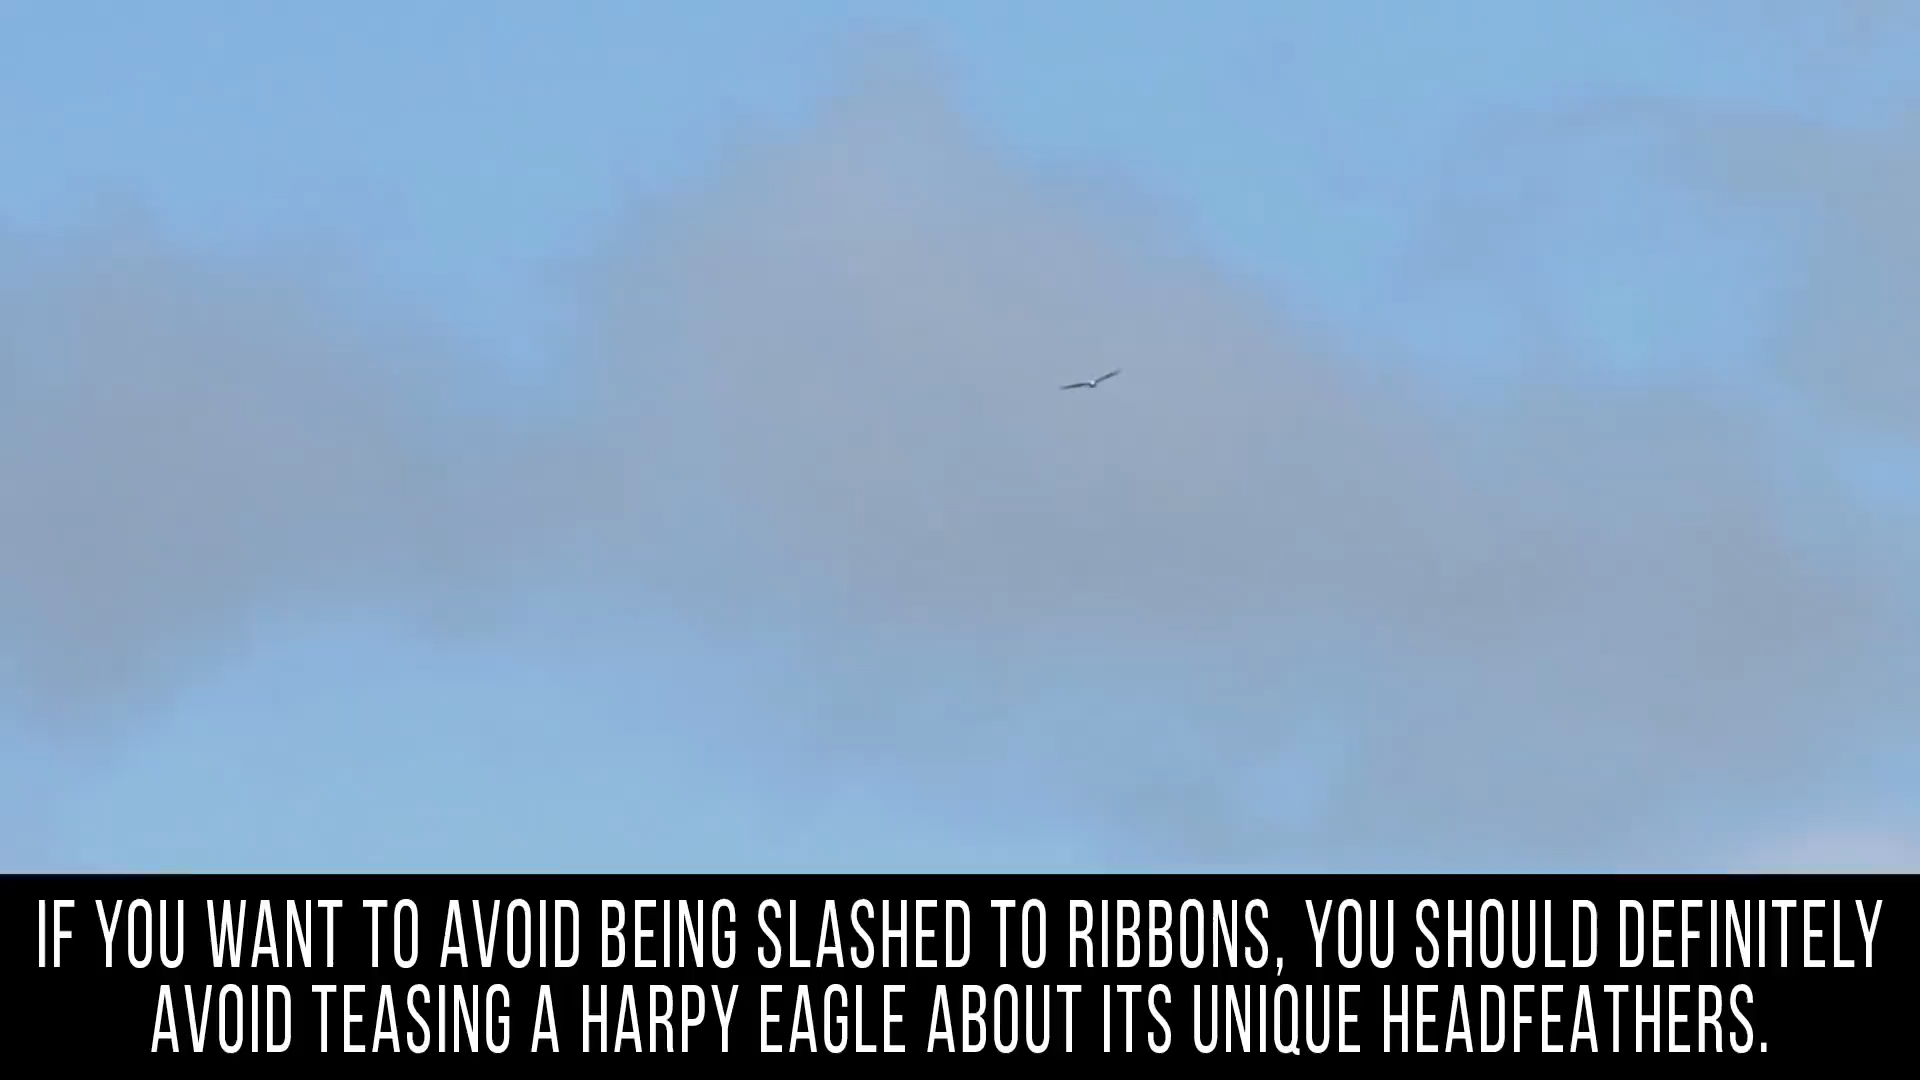 IF YOU WANT TO AVOID BEING SLASHED TO RIBBONS, YOU SHOULD DEFINITELY
AVOID TEASING A HARPY EAGLE ABOUT ITS UNIQUE HEADFEATHERS.